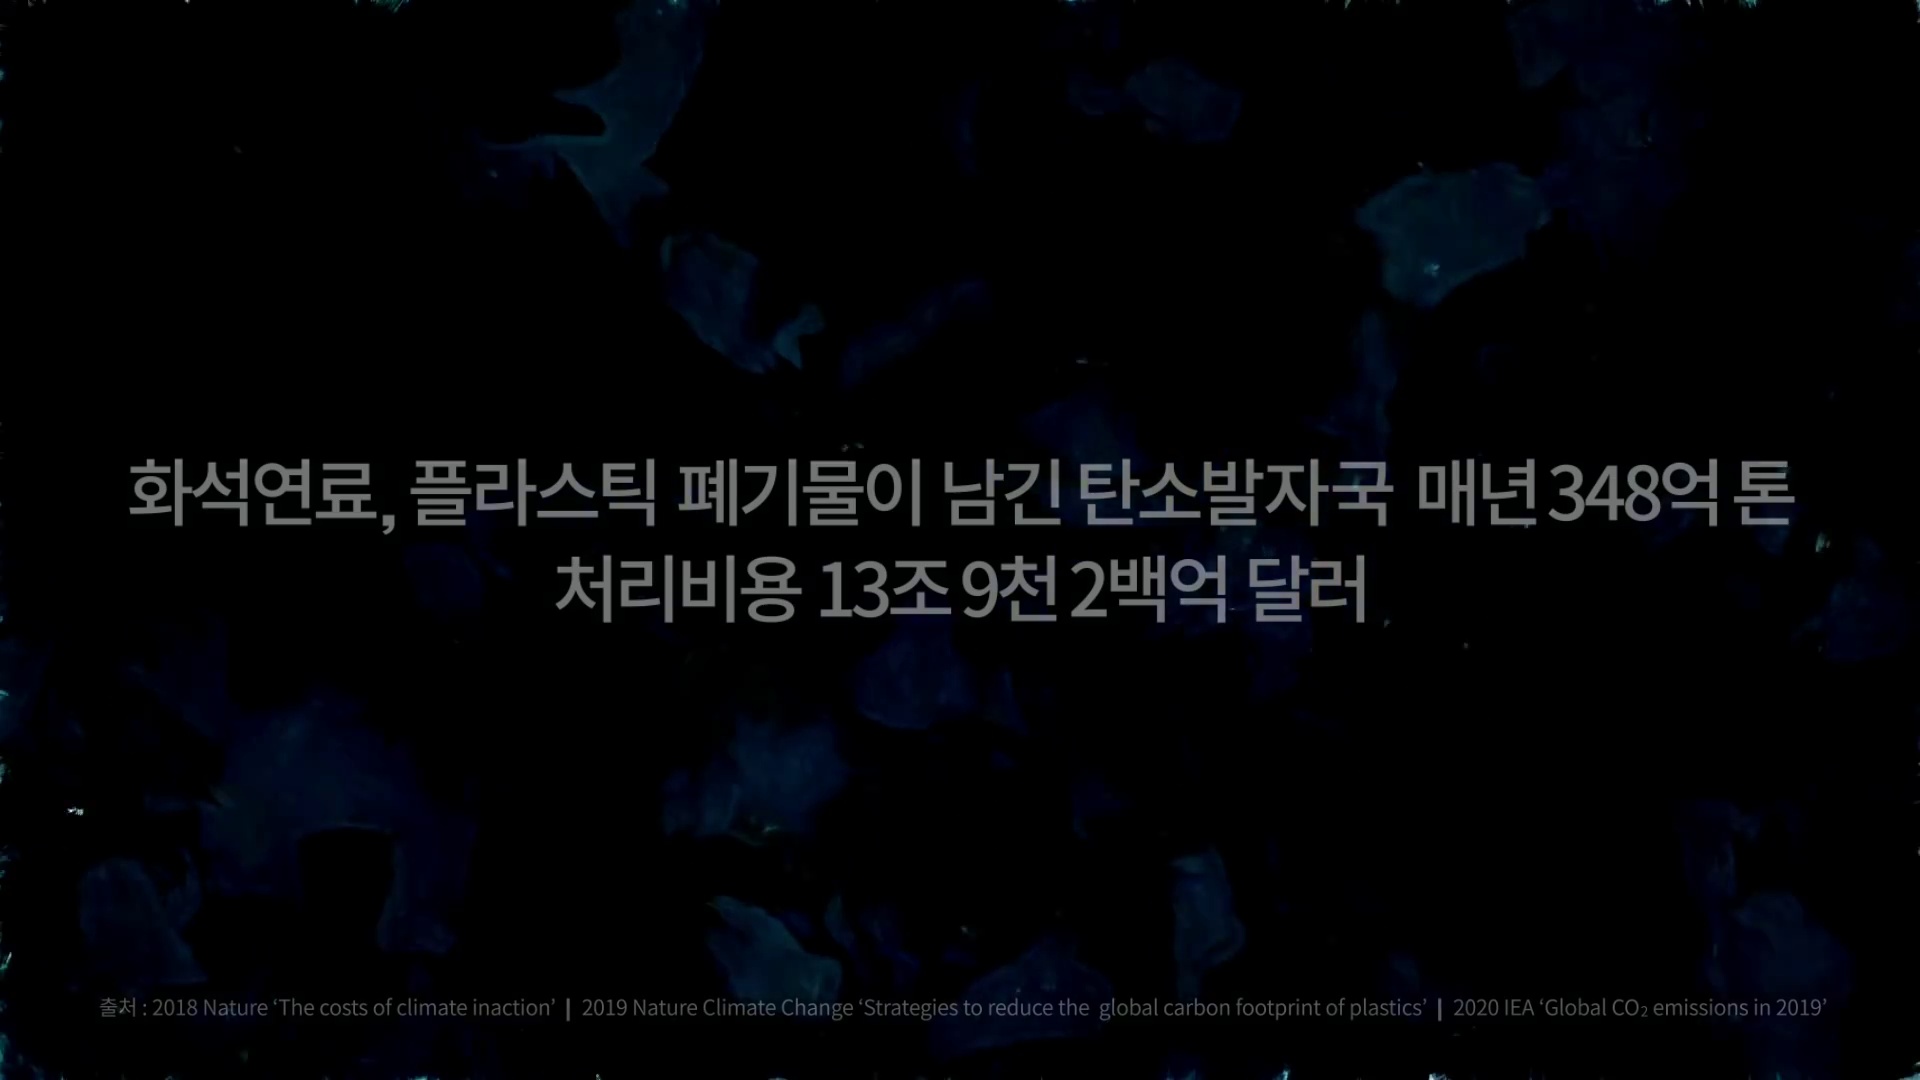 화석연료, 플라스틱 폐기물이 남긴 탄소발자국 매년 348억 톤
처리비용 13조 9천 2백억 달러
출처 : 2018 Nature ‘The costs of climate inaction’ | 2019 Nature Climate Change ‘Strategies to reduce the global carbon footprint of plastics’ | 2020 IEA ‘Global CO₂ emissions in 2019’